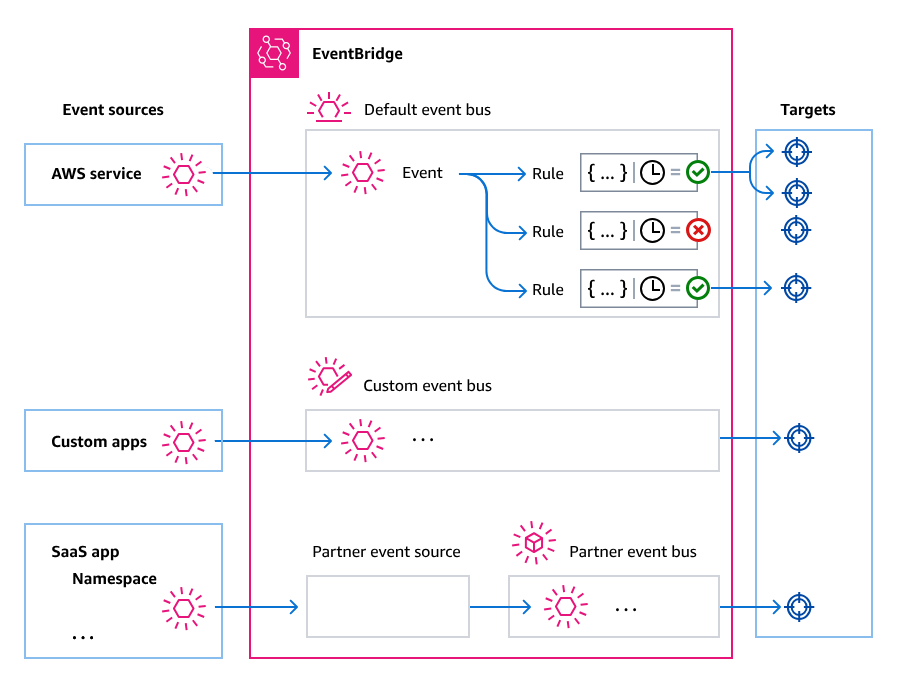 EventBridge
Event sources
Default event bus
Targets
AWS service
Event
Rule
{ ... } | =
Rule
{ ... } | =
Rule
{ ... } | =
Custom event bus
Custom apps
...
SaaS app
Namespace
...
Partner event source
Partner event bus
...